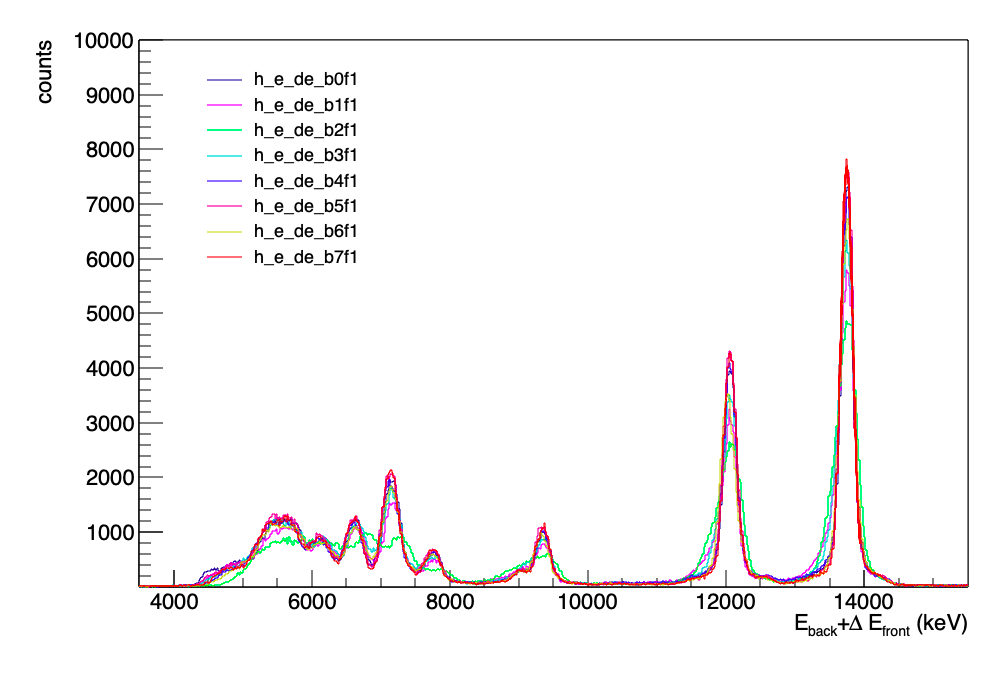 counts
10000
9000
8000
7000
6000
5000
4000
3000
2000
1000
h_e_de_b0f1
h_e_de_b1f1
h_e_de_b2f1
h_e_de_b3f1
h_e_de_b4f1
h_e_de_b5f1
h_e_de_b6f1
h_e_de_b7f1
4000 6000 8000 10000 12000 14000
E_back+Δ E_front (keV)